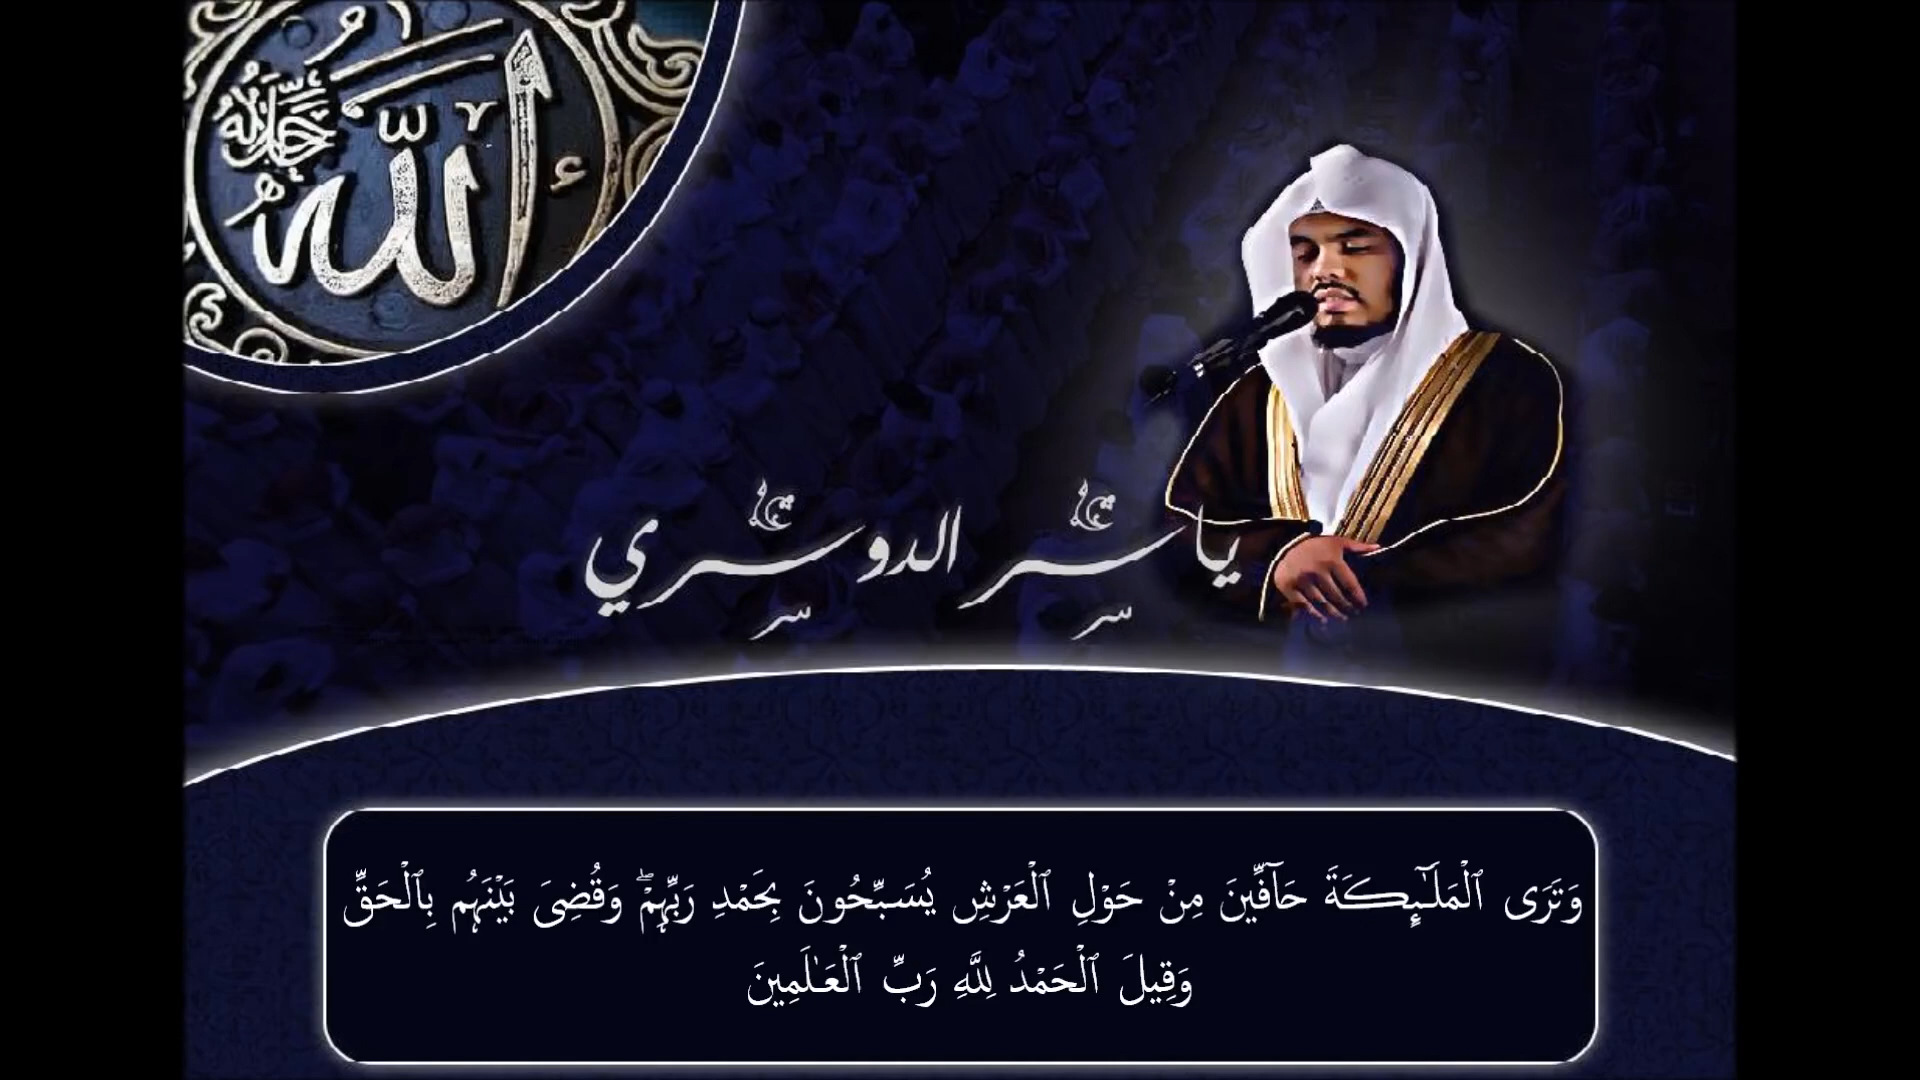 الله
جل جلاله
ياسر الدوسري
وَتَرَى ٱلْمَلَـٰٓئِكَةَ حَآفِّينَ مِنْ حَوْلِ ٱلْعَرْشِ يُسَبِّحُونَ بِحَمْدِ رَبِّهِمْ ۖ وَقُضِىَ بَيْنَهُم بِٱلْحَقِّ
وَقِيلَ ٱلْحَمْدُ لِلَّهِ رَبِّ ٱلْعَـٰلَمِينَ